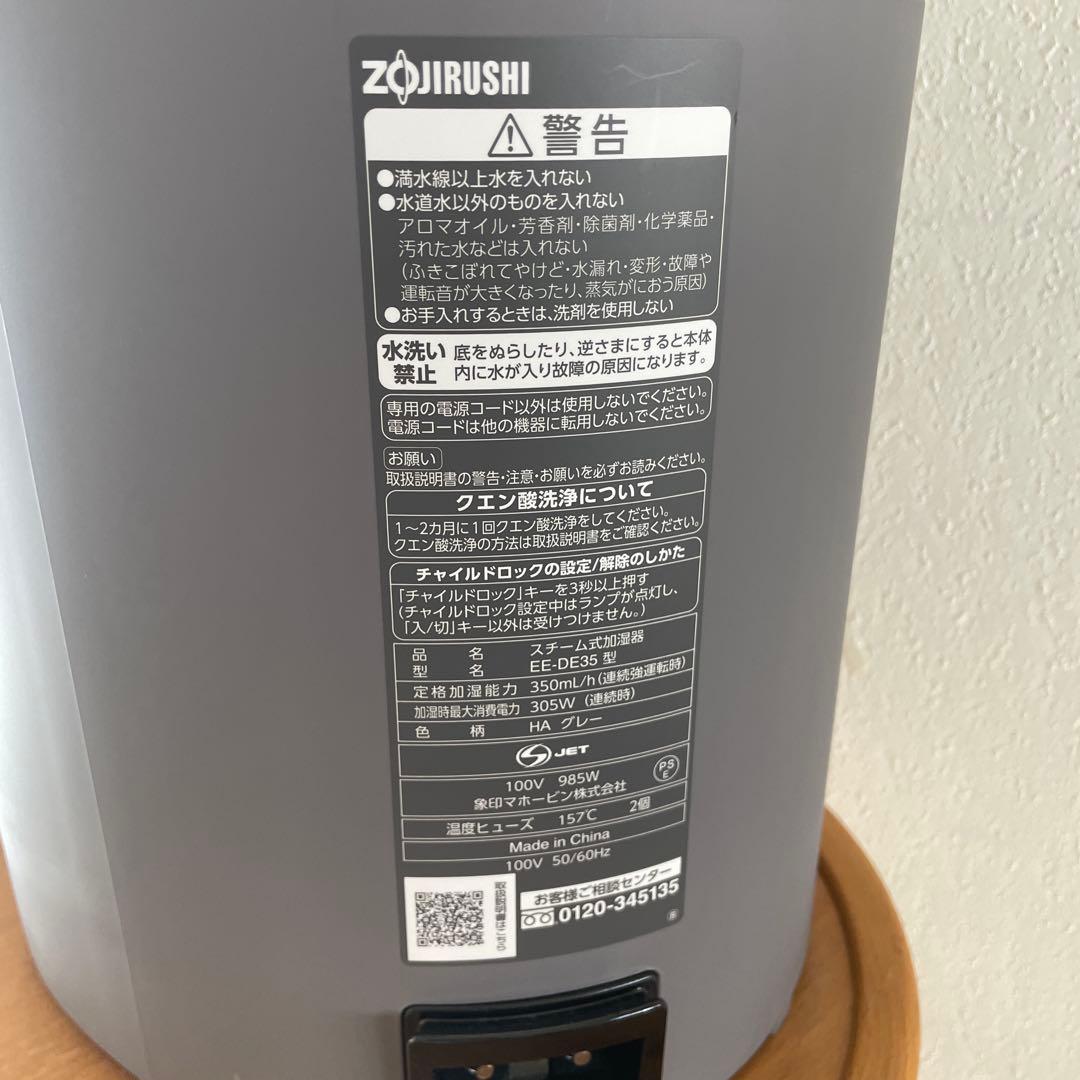 ZOJIRUSHI
警告
●満水線以上水を入れない
●水道水以外のものを入れない
アロマオイル・芳香剤・除菌剤・化学薬品・
汚れた水などは入れない
(ふきこぼれてやけど・水漏れ・変形・故障や
運転音が大きくなったり、蒸気がにおう原因)
●お手入れするときは、洗剤を使用しない
水洗い
禁止
底をぬらしたり、逆さまにすると本体
内に水が入り故障の原因になります。
専用の電源コード以外は使用しないでください。
電源コードは他の機器に転用しないでください。
お願い
取扱説明書の警告・注意・お願いを必ずお読みください。
クエン酸洗浄について
1〜2カ月に1回クエン酸洗浄をしてください。
クエン酸洗浄の方法は取扱説明書をご確認ください。
チャイルドロックの設定/解除のしかた
「チャイルドロック」キーを3秒以上押す
(チャイルドロック設定中はランプが点灯し、
「入/切」キー以外は受けつけません。)
品名 スチーム式加湿器
型名 EE-DE35 型
定格加湿能力 350mL/h(連続強運転時)
加湿時最大消費電力 305W (連続時)
色柄 HA グレー
JET
100V 985W
PS E
象印マホービン株式会社
温度ヒューズ 157℃ 2個
Made in China
100V 50/60Hz
取扱説明書はこちら
お客様ご相談センター
0120-345135